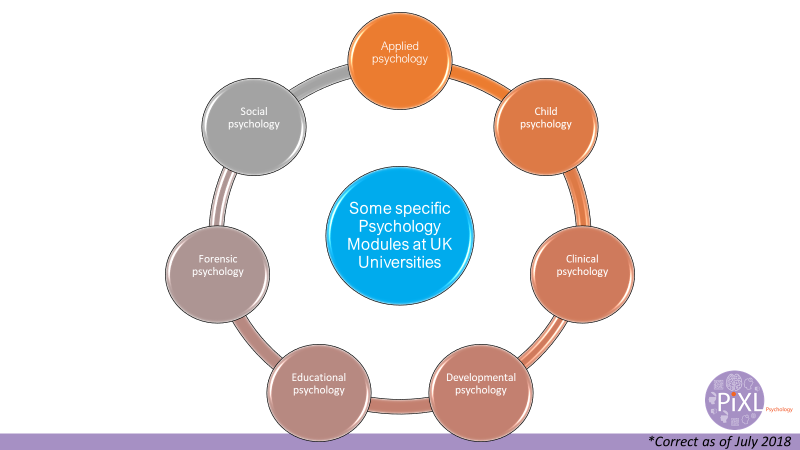 Applied
psychology
Child
psychology
Clinical
psychology
Developmental
psychology
Educational
psychology
Forensic
psychology
Social
psychology
Some specific
Psychology
Modules at UK
Universities
PiXL
Psychology
*Correct as of July 2018